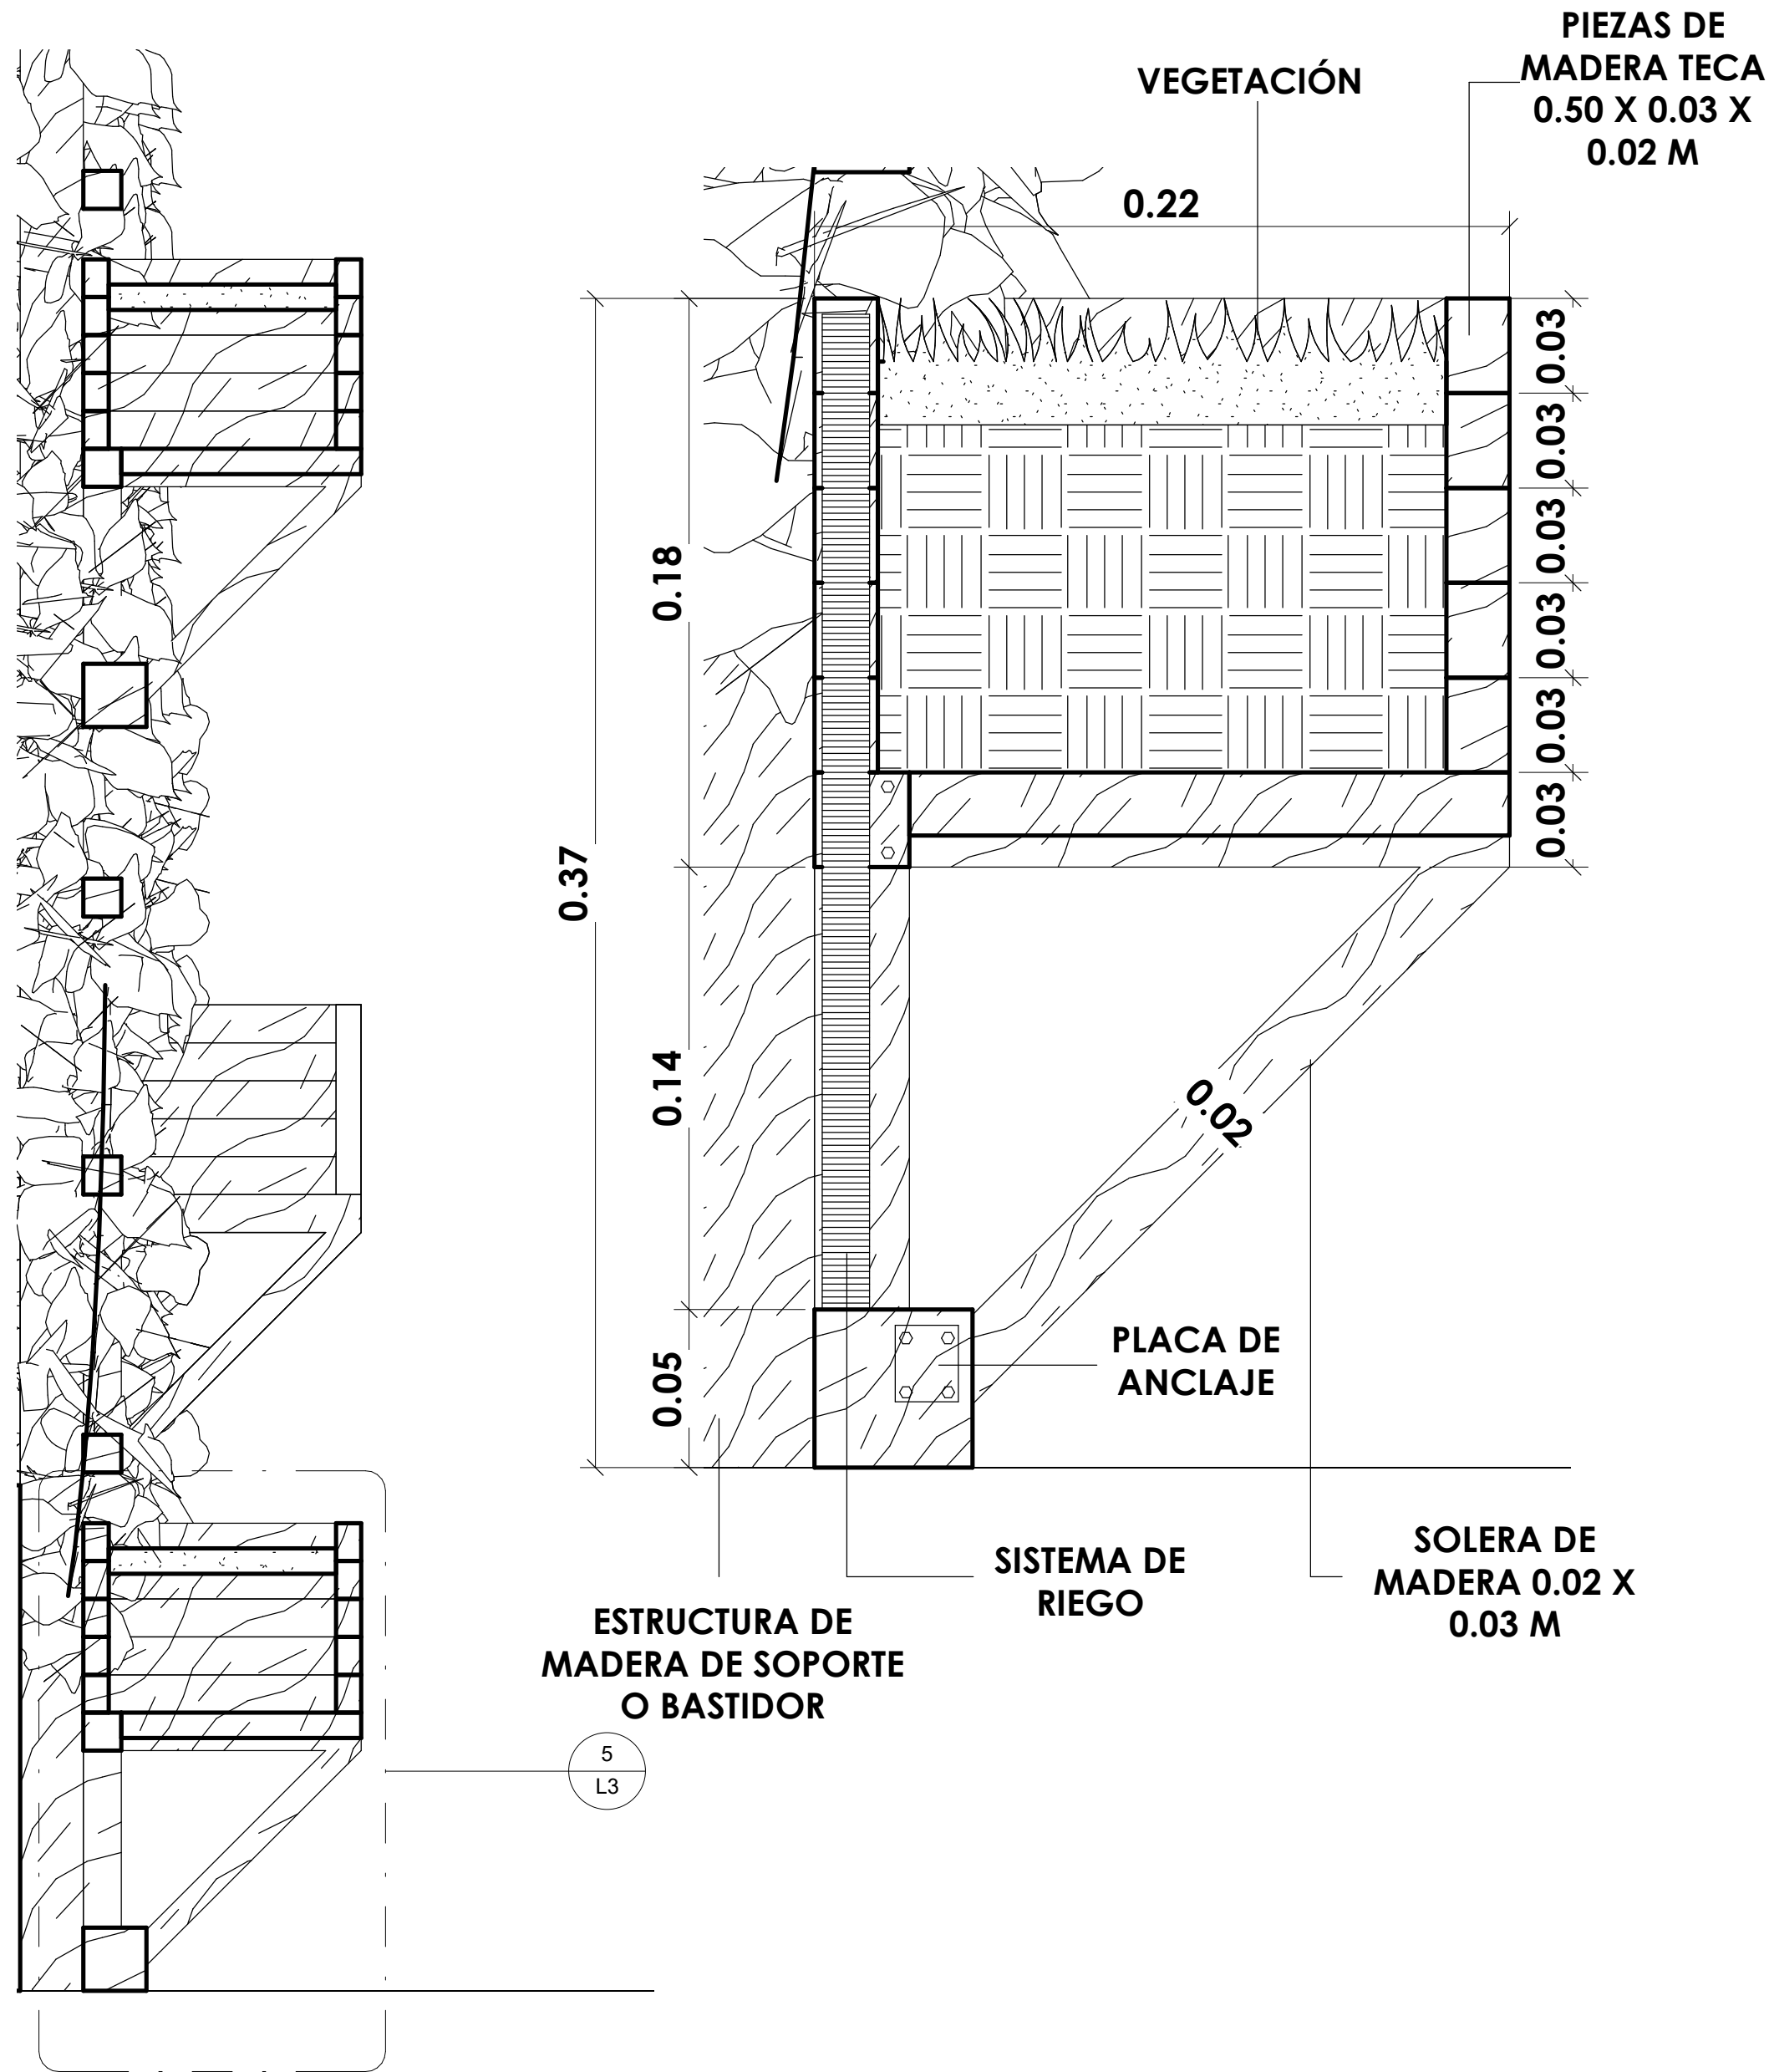 PIEZAS DE
MADERA TECA
0.50 X 0.03 X
0.02 M
VEGETACIÓN
0.22
0.03
0.03
0.03
0.03
0.03
0.03
0.18
0.37
0.14
0.05
0.02
PLACA DE
ANCLAJE
SISTEMA DE
RIEGO
SOLERA DE
MADERA 0.02 X
0.03 M
ESTRUCTURA DE
MADERA DE SOPORTE
O BASTIDOR
5
L3